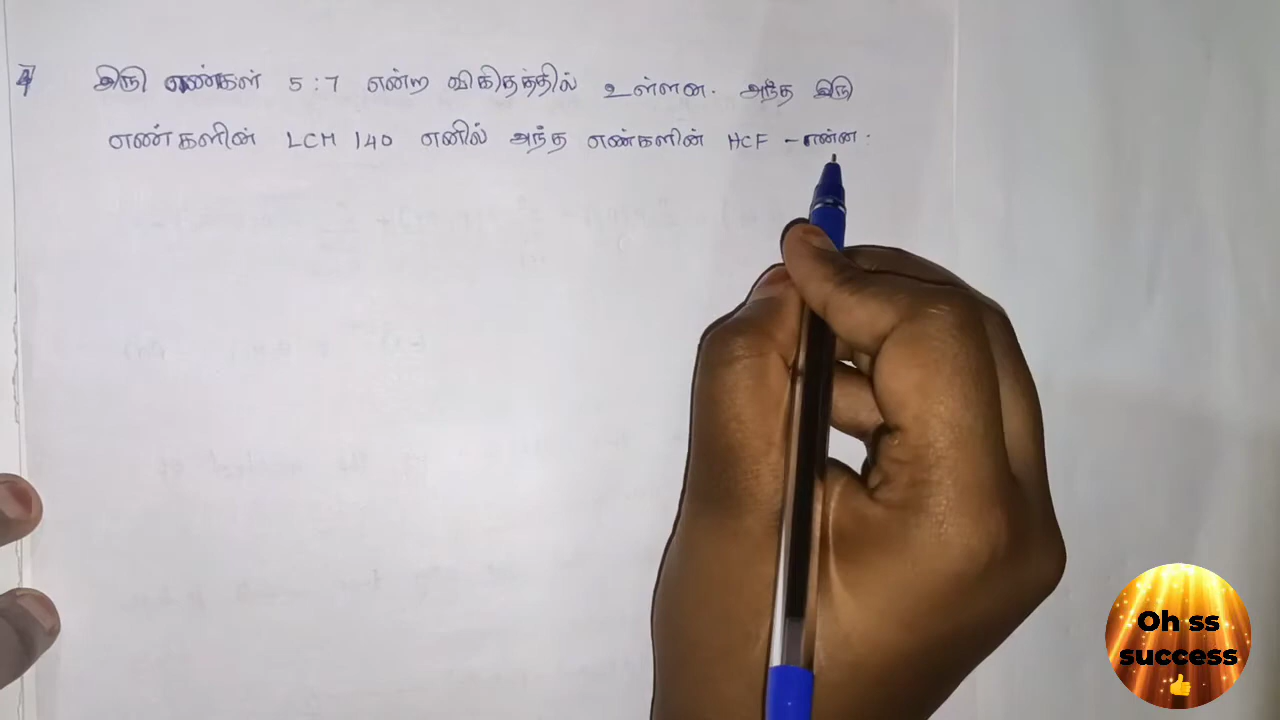 4 இரு எண்கள் 5 : 7 என்ற விகிதத்தில் உள்ளன. அந்த இரு
எண்களின் LCM 140 எனில் அந்த எண்களின் HCF - என்ன.
Oh ss
success